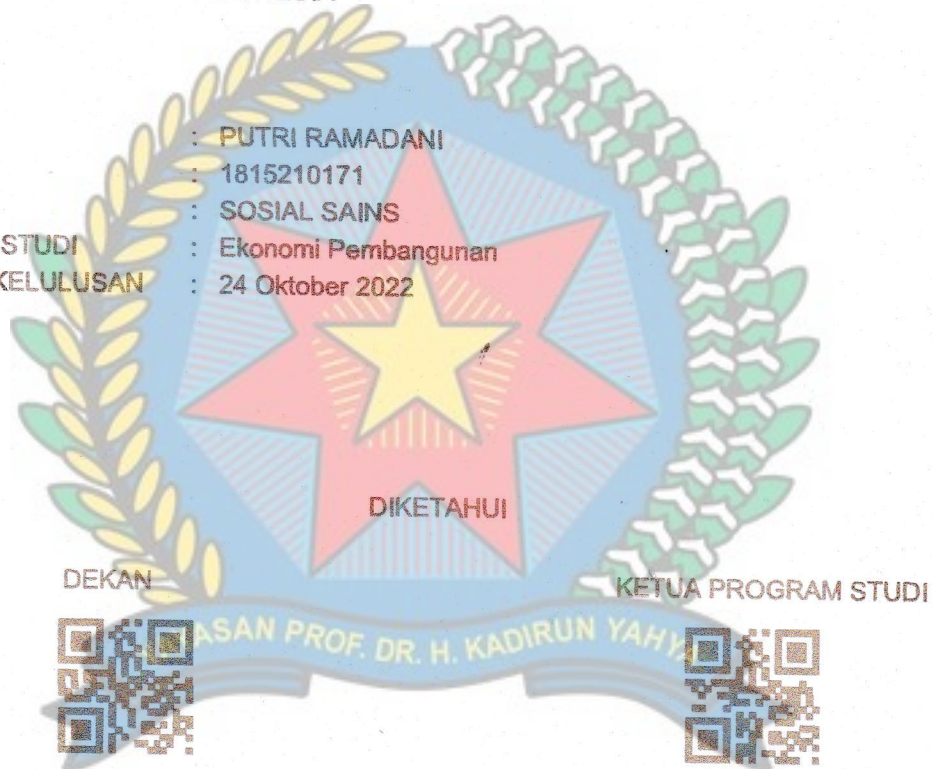 : PUTRI RAMADANI
: 1815210171
: SOSIAL SAINS
STUDI : Ekonomi Pembangunan
KELULUSAN : 24 Oktober 2022
DIKETAHUI
DEKAN
KETUA PROGRAM STUDI
ASAN PROF. DR. H. KADIRUN YAHYA